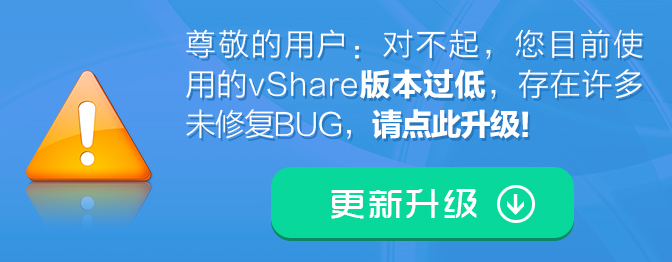 尊敬的用户：对不起，您目前使
用的vShare版本过低，存在许多
未修复BUG，请点此升级!
更新升级